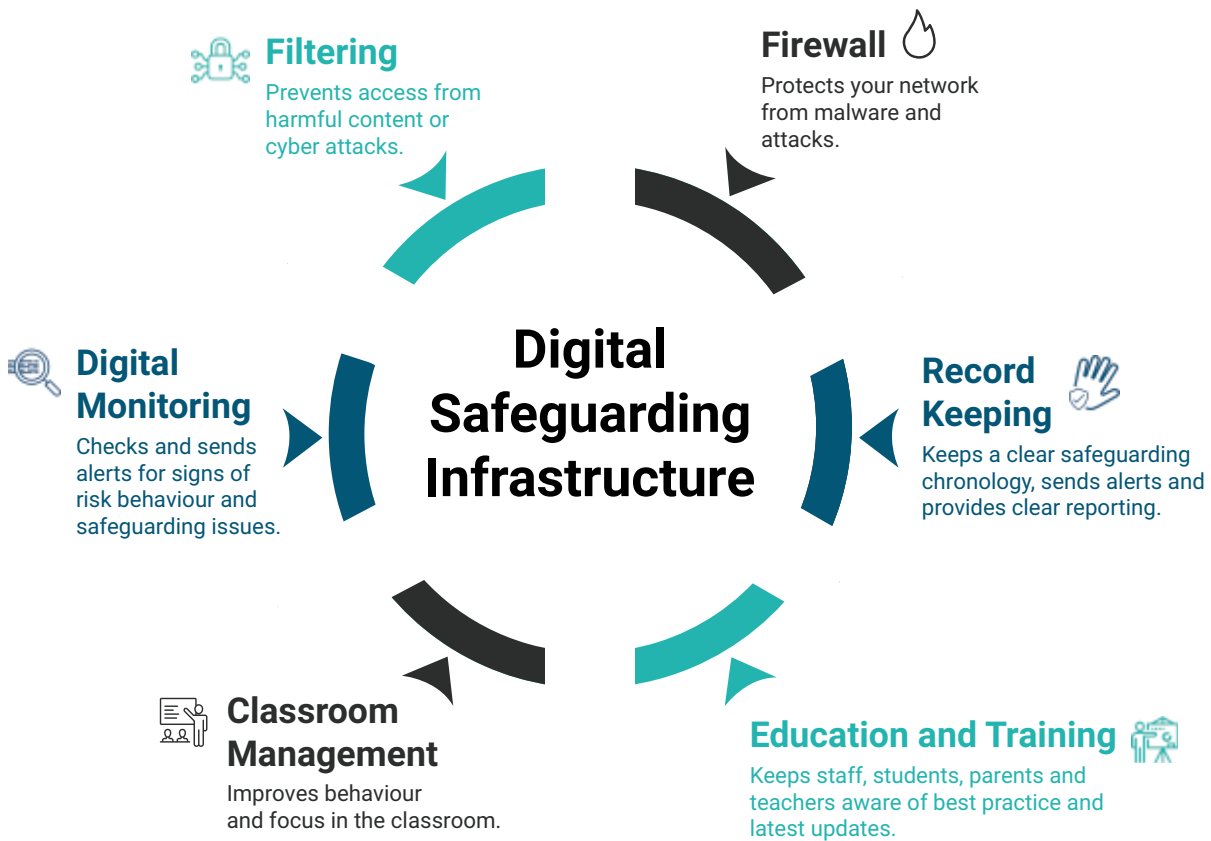 Filtering
Prevents access from
harmful content or
cyber attacks.
Firewall
Protects your network
from malware and
attacks.
Digital
Safeguarding
Infrastructure
Digital
Monitoring
Checks and sends
alerts for signs of
risk behaviour and
safeguarding issues.
Record
Keeping
Keeps a clear safeguarding
chronology, sends alerts and
provides clear reporting.
Classroom
Management
Improves behaviour
and focus in the classroom.
Education and Training
Keeps staff, students, parents and
teachers aware of best practice and
latest updates.